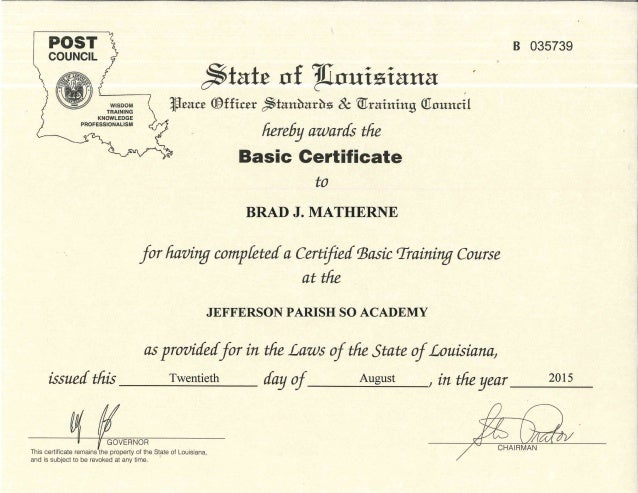 POST
COUNCIL
B 035739
State of Louisiana
WISDOM
TRAINING
KNOWLEDGE
PROFESSIONALISM
Peace Officer Standards & Training Council
hereby awards the
Basic Certificate
to
BRAD J. MATHERNE
for having completed a Certified Basic Training Course
at the
JEFFERSON PARISH SO ACADEMY
as provided for in the Laws of the State of Louisiana,
issued this Twentieth day of August, in the year 2015
GOVERNOR
CHAIRMAN
This certificate remains the property of the State of Louisiana,
and is subject to be revoked at any time.